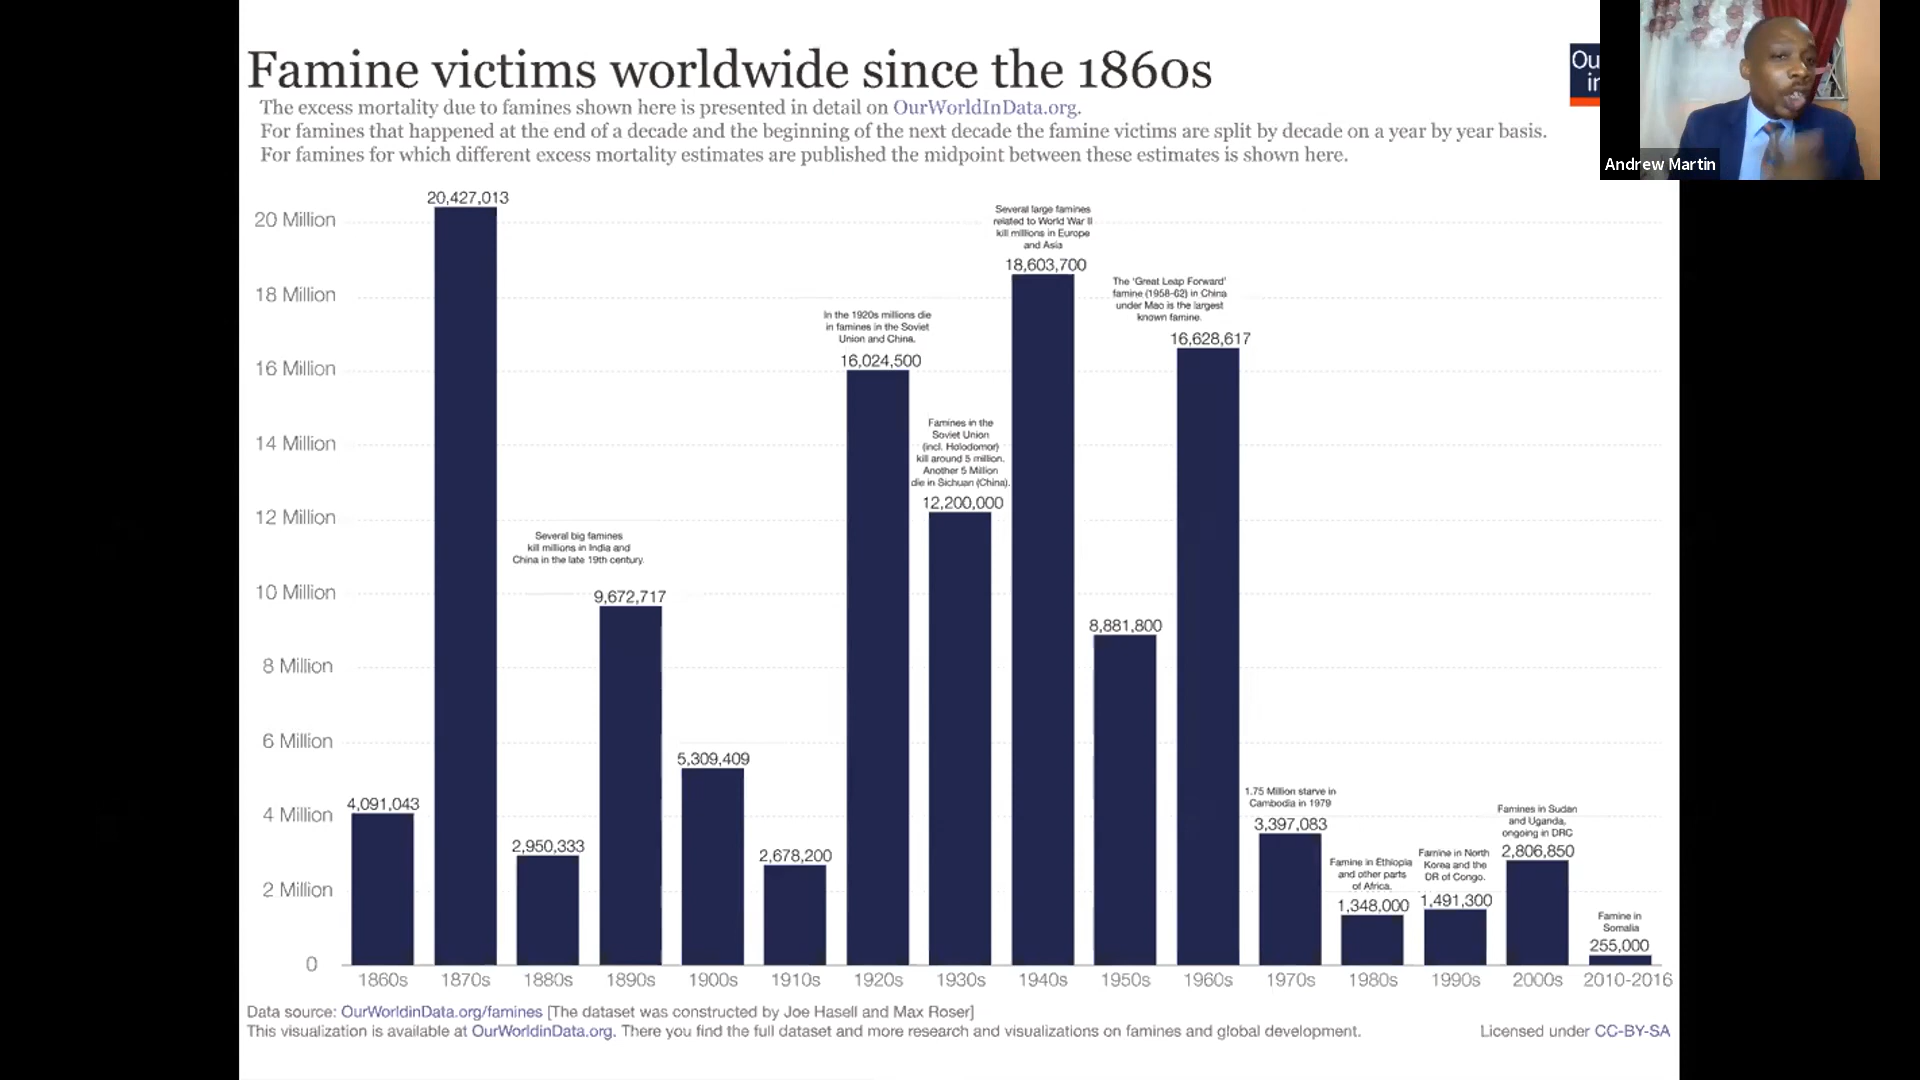 Famine victims worldwide since the 1860s
The excess mortality due to famines shown here is presented in detail on OurWorldInData.org.
For famines that happened at the end of a decade and the beginning of the next decade the famine victims are split by decade on a year by year basis.
For famines for which different excess mortality estimates are published the midpoint between these estimates is shown here.
Ou
in
Andrew Martin
20 Million
18 Million
16 Million
14 Million
12 Million
10 Million
8 Million
6 Million
4 Million
2 Million
0
4,091,043
20,427,013
2,950,333
Several big famines
kill millions in India and
China in the late 19th century.
9,672,717
5,309,409
2,678,200
In the 1920s millions die
in famines in the Soviet
Union and China.
16,024,500
Famines in the
Soviet Union
(incl. Holodomor)
kill around 5 million.
Another 5 Million
die in Sichuan (China).
12,200,000
Several large famines
related to World War II
kill millions in Europe
and Asia
18,603,700
8,881,800
The 'Great Leap Forward'
famine (1958-62) in China
under Mao is the largest
known famine.
16,628,617
1.75 Million starve in
Cambodia in 1979
3,397,083
Famine in Ethiopia
and other parts
of Africa.
1,348,000
Famine in North
Korea and the
DR of Congo.
1,491,300
Famines in Sudan
and Uganda,
ongoing in DRC
2,806,850
Famine in
Somalia
255,000
1860s 1870s 1880s 1890s 1900s 1910s 1920s 1930s 1940s 1950s 1960s 1970s 1980s 1990s 2000s 2010-2016
Data source: OurWorldinData.org/famines [The dataset was constructed by Joe Hasell and Max Roser]
This visualization is available at OurWorldinData.org. There you find the full dataset and more research and visualizations on famines and global development.
Licensed under CC-BY-SA